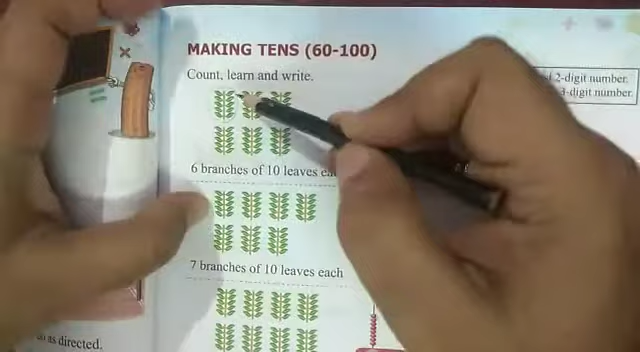 MAKING TENS (60-100)
Count, learn and write.
2-digit number.
3-digit number.
6 branches of 10 leaves
7 branches of 10 leaves each
as directed.